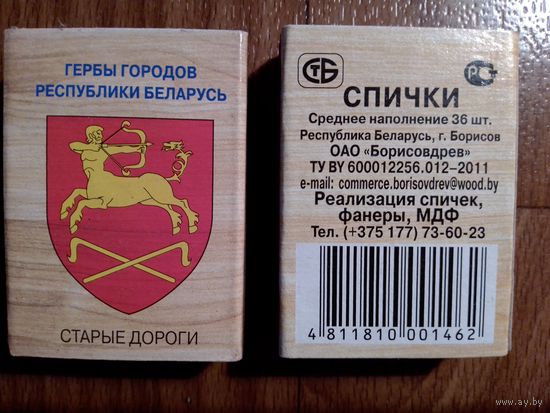 ГЕРБЫ ГОРОДОВ
РЕСПУБЛИКИ БЕЛАРУСЬ
СТАРЫЕ ДОРОГИ
СТБ
РСТ
СПИЧКИ
Среднее наполнение 36 шт.
Республика Беларусь, г. Борисов
ОАО «Борисовдрев»
ТУ BY 600012256.012–2011
e-mail: commerce.borisovdrev@wood.by
Реализация спичек,
фанеры, МДФ
Тел. (+375 177) 73-60-23
4 811810 001462
www.ay.by